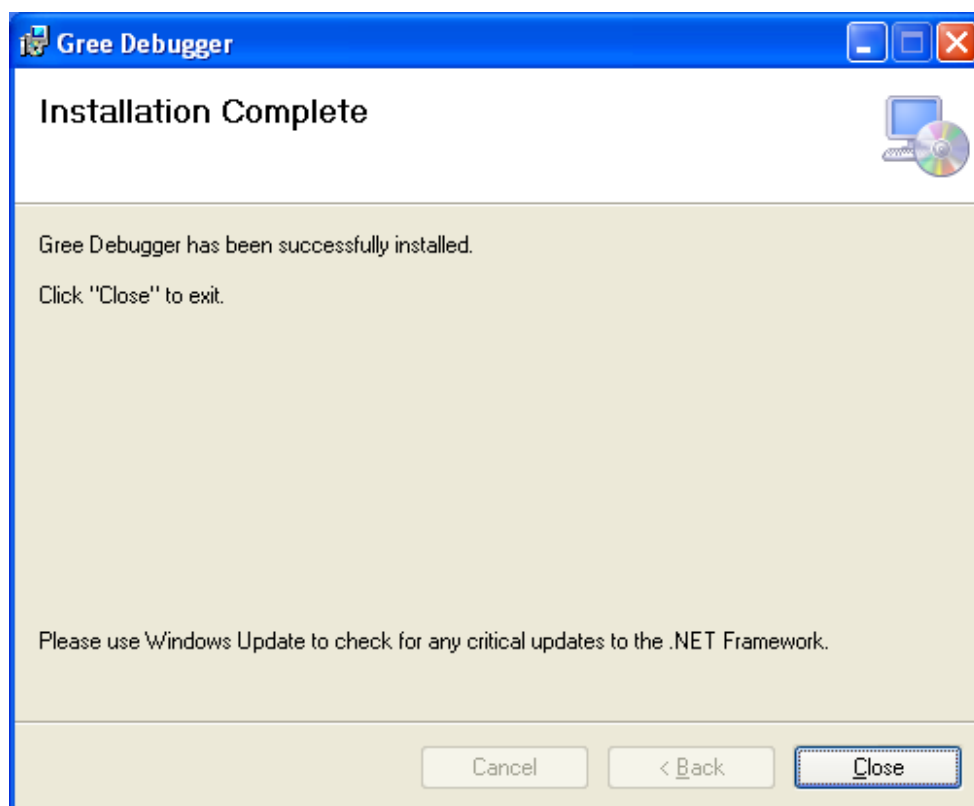 Gree Debugger
Installation Complete
Gree Debugger has been successfully installed.
Click "Close" to exit.
Please use Windows Update to check for any critical updates to the .NET Framework.
Cancel
< Back
Close